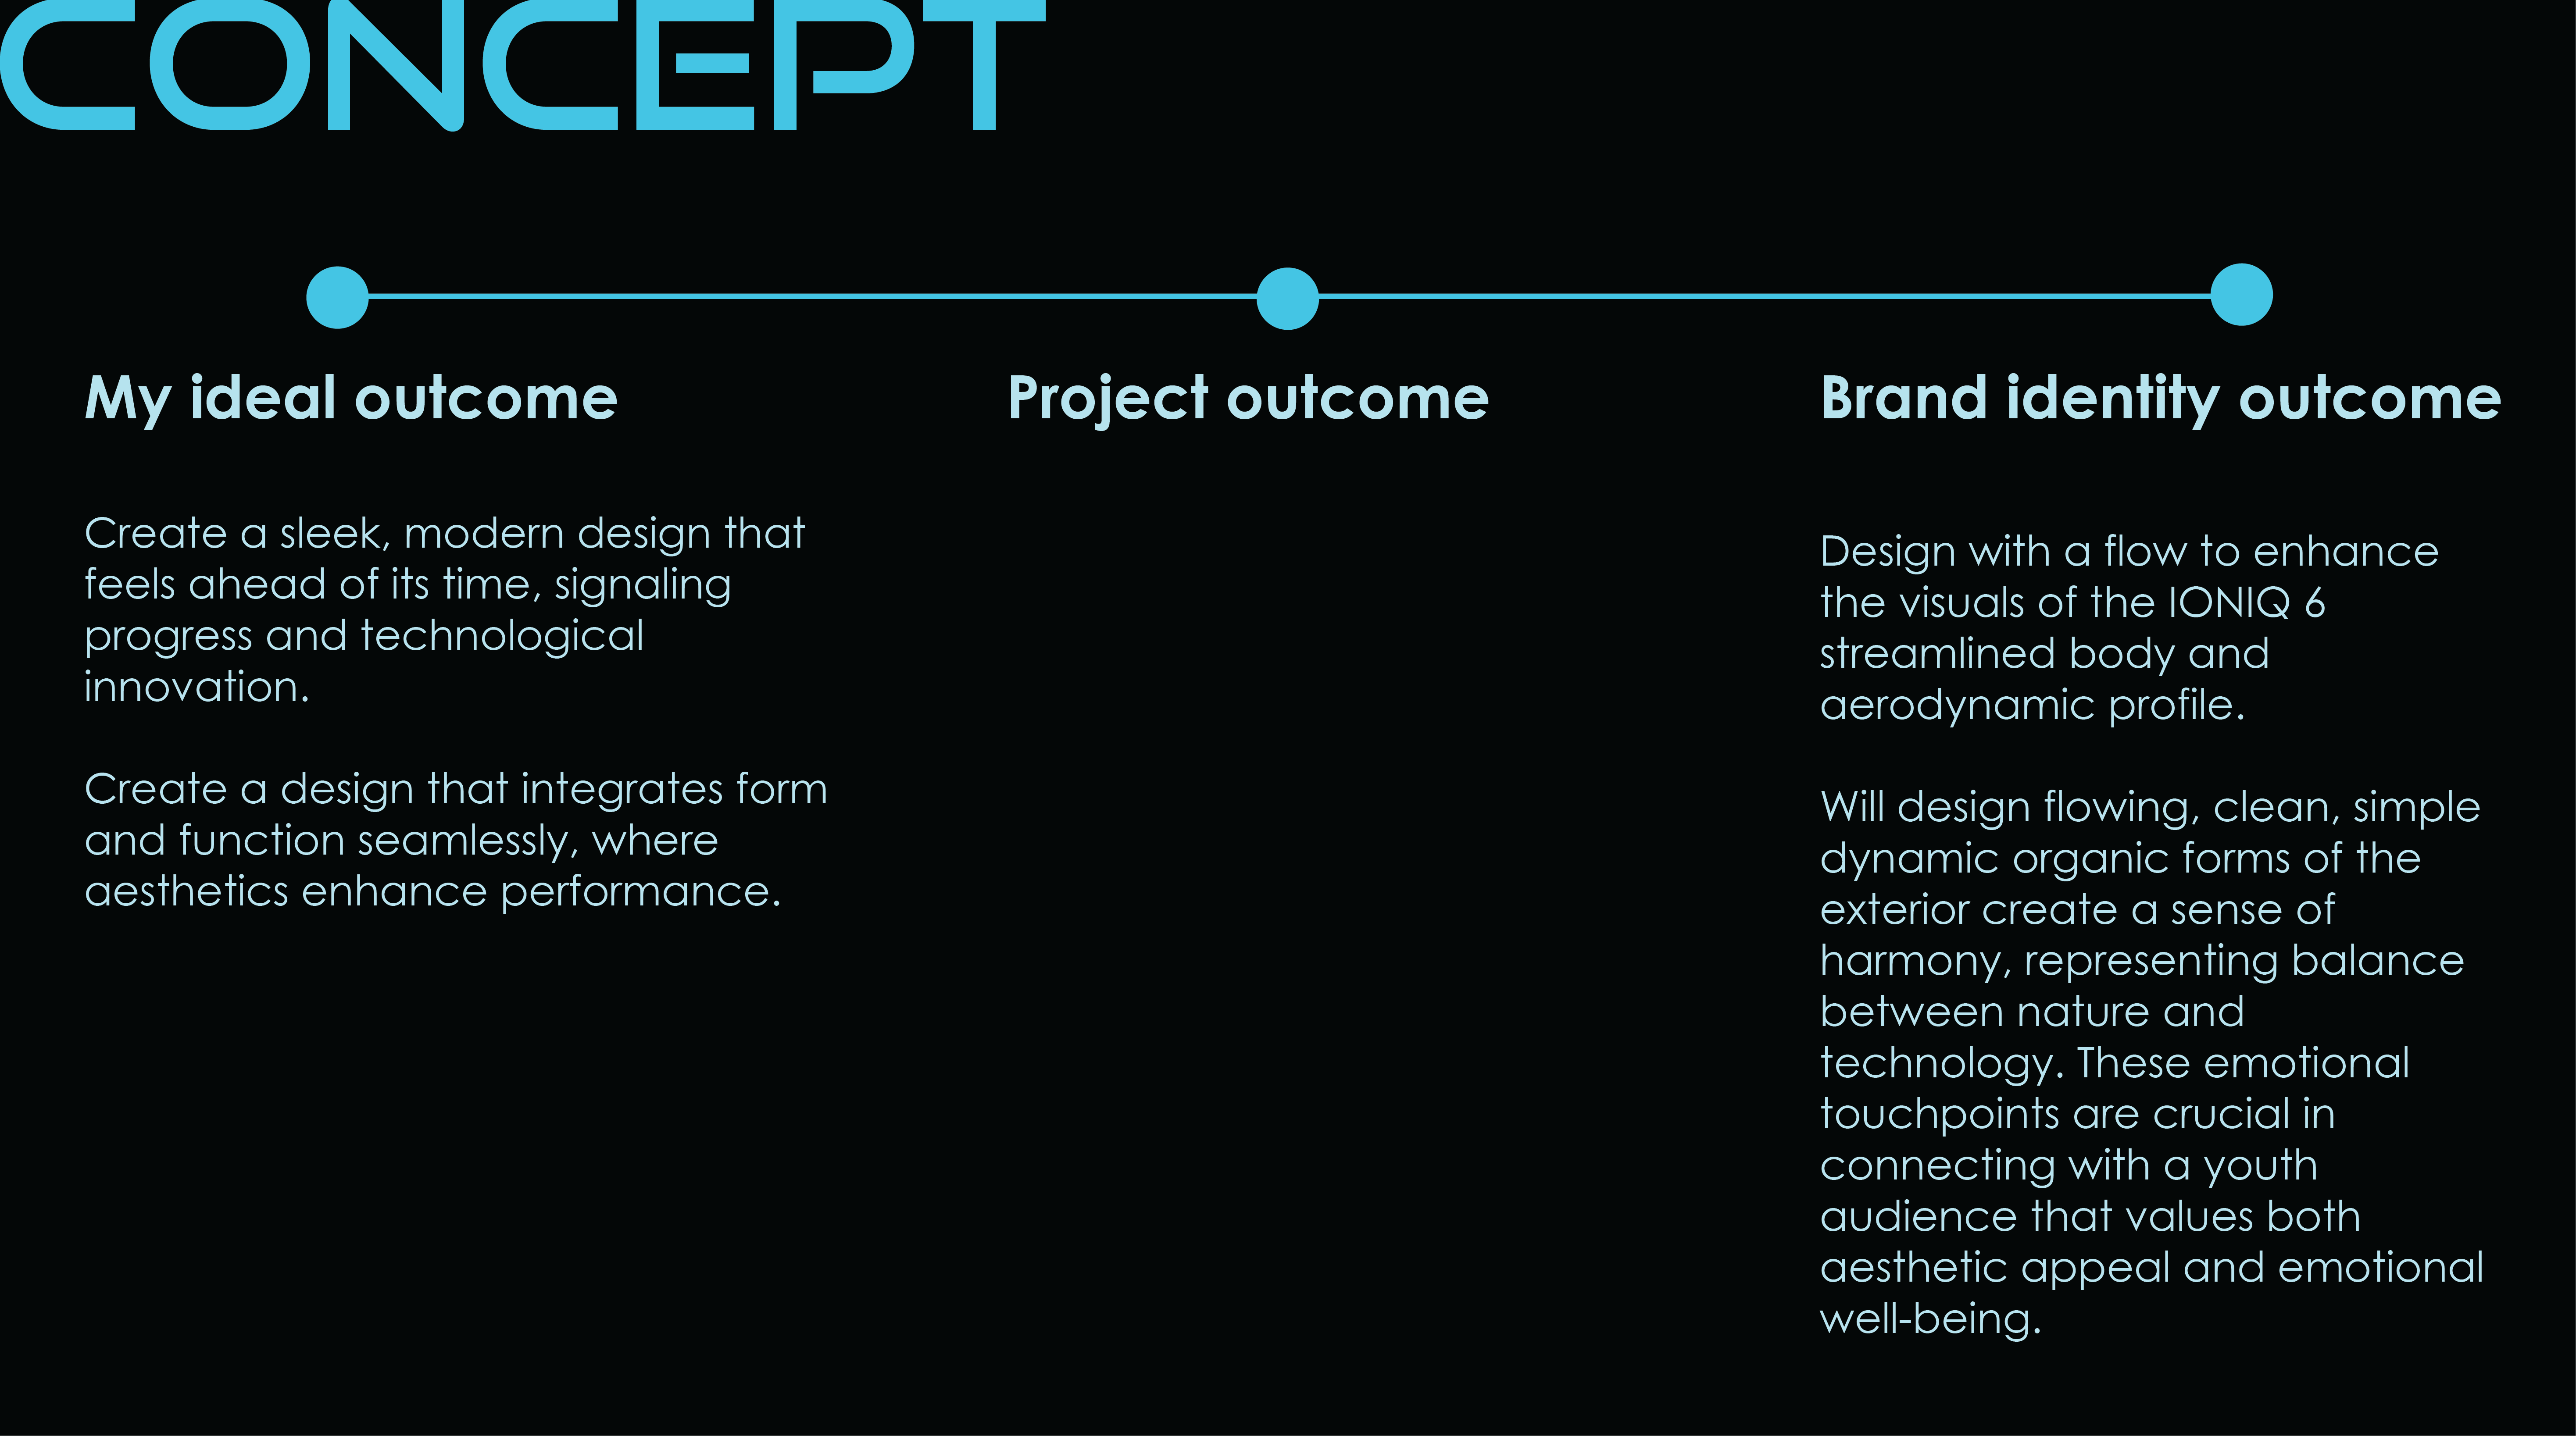 CONCEPT
My ideal outcome
Create a sleek, modern design that
feels ahead of its time, signaling
progress and technological
innovation.
Create a design that integrates form
and function seamlessly, where
aesthetics enhance performance.
Project outcome
Brand identity outcome
Design with a flow to enhance
the visuals of the IONIQ 6
streamlined body and
aerodynamic profile.
Will design flowing, clean, simple
dynamic organic forms of the
exterior create a sense of
harmony, representing balance
between nature and
technology. These emotional
touchpoints are crucial in
connecting with a youth
audience that values both
aesthetic appeal and emotional
well-being.